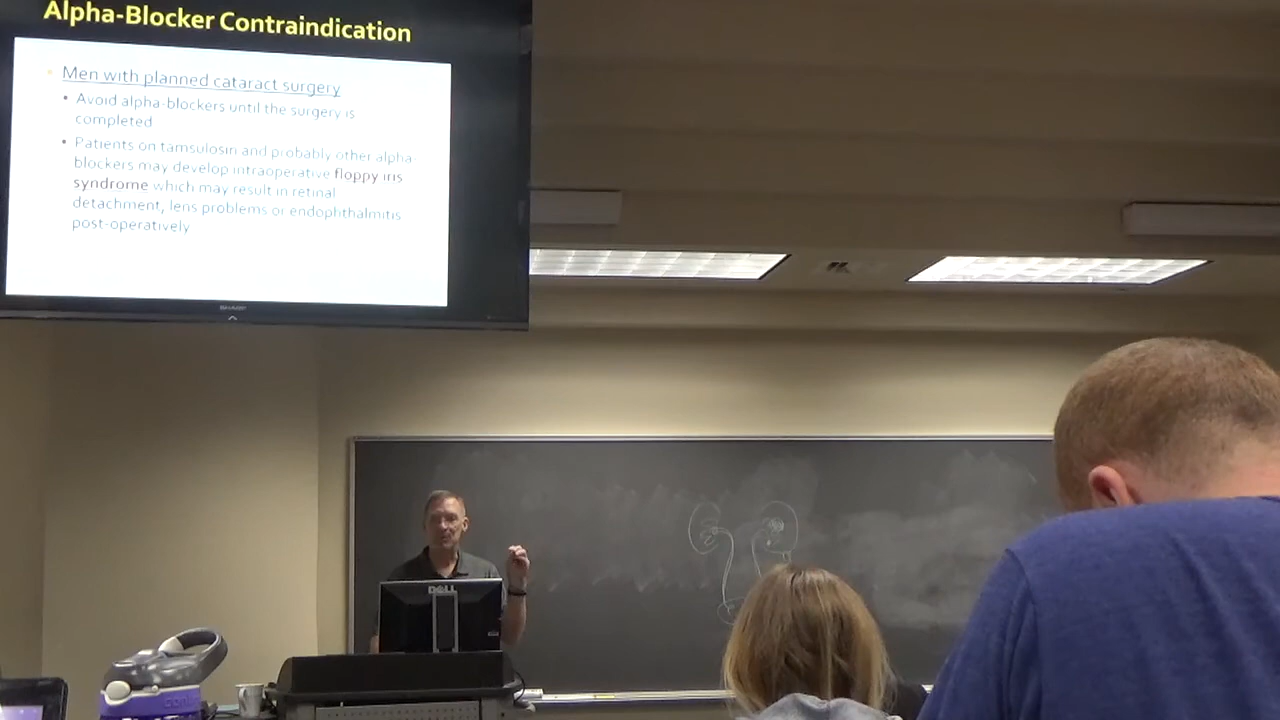 Alpha-Blocker Contraindication
Men with planned cataract surgery
Avoid alpha-blockers until the surgery is
completed
Patients on tamsulosin and probably other alpha-
blockers may develop intraoperative floppy iris
syndrome which may result in retinal
detachment, lens problems or endophthalmitis
post-operatively
SHARP
DELL